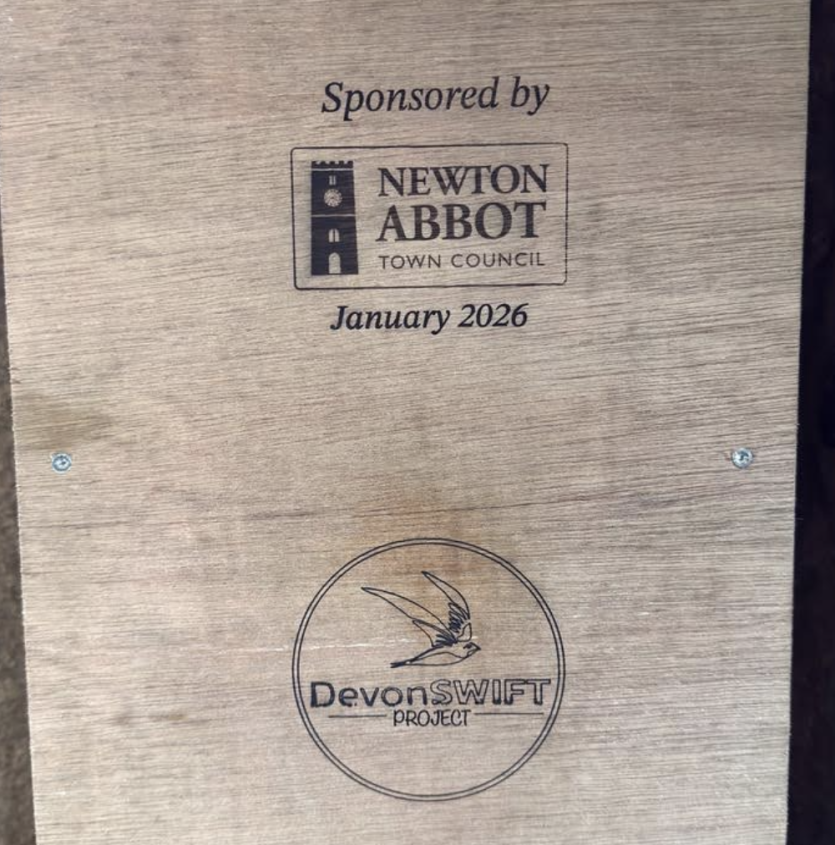 Sponsored by
NEWTON
ABBOT
TOWN COUNCIL
January 2026
DevonSWIFT
PROJECT